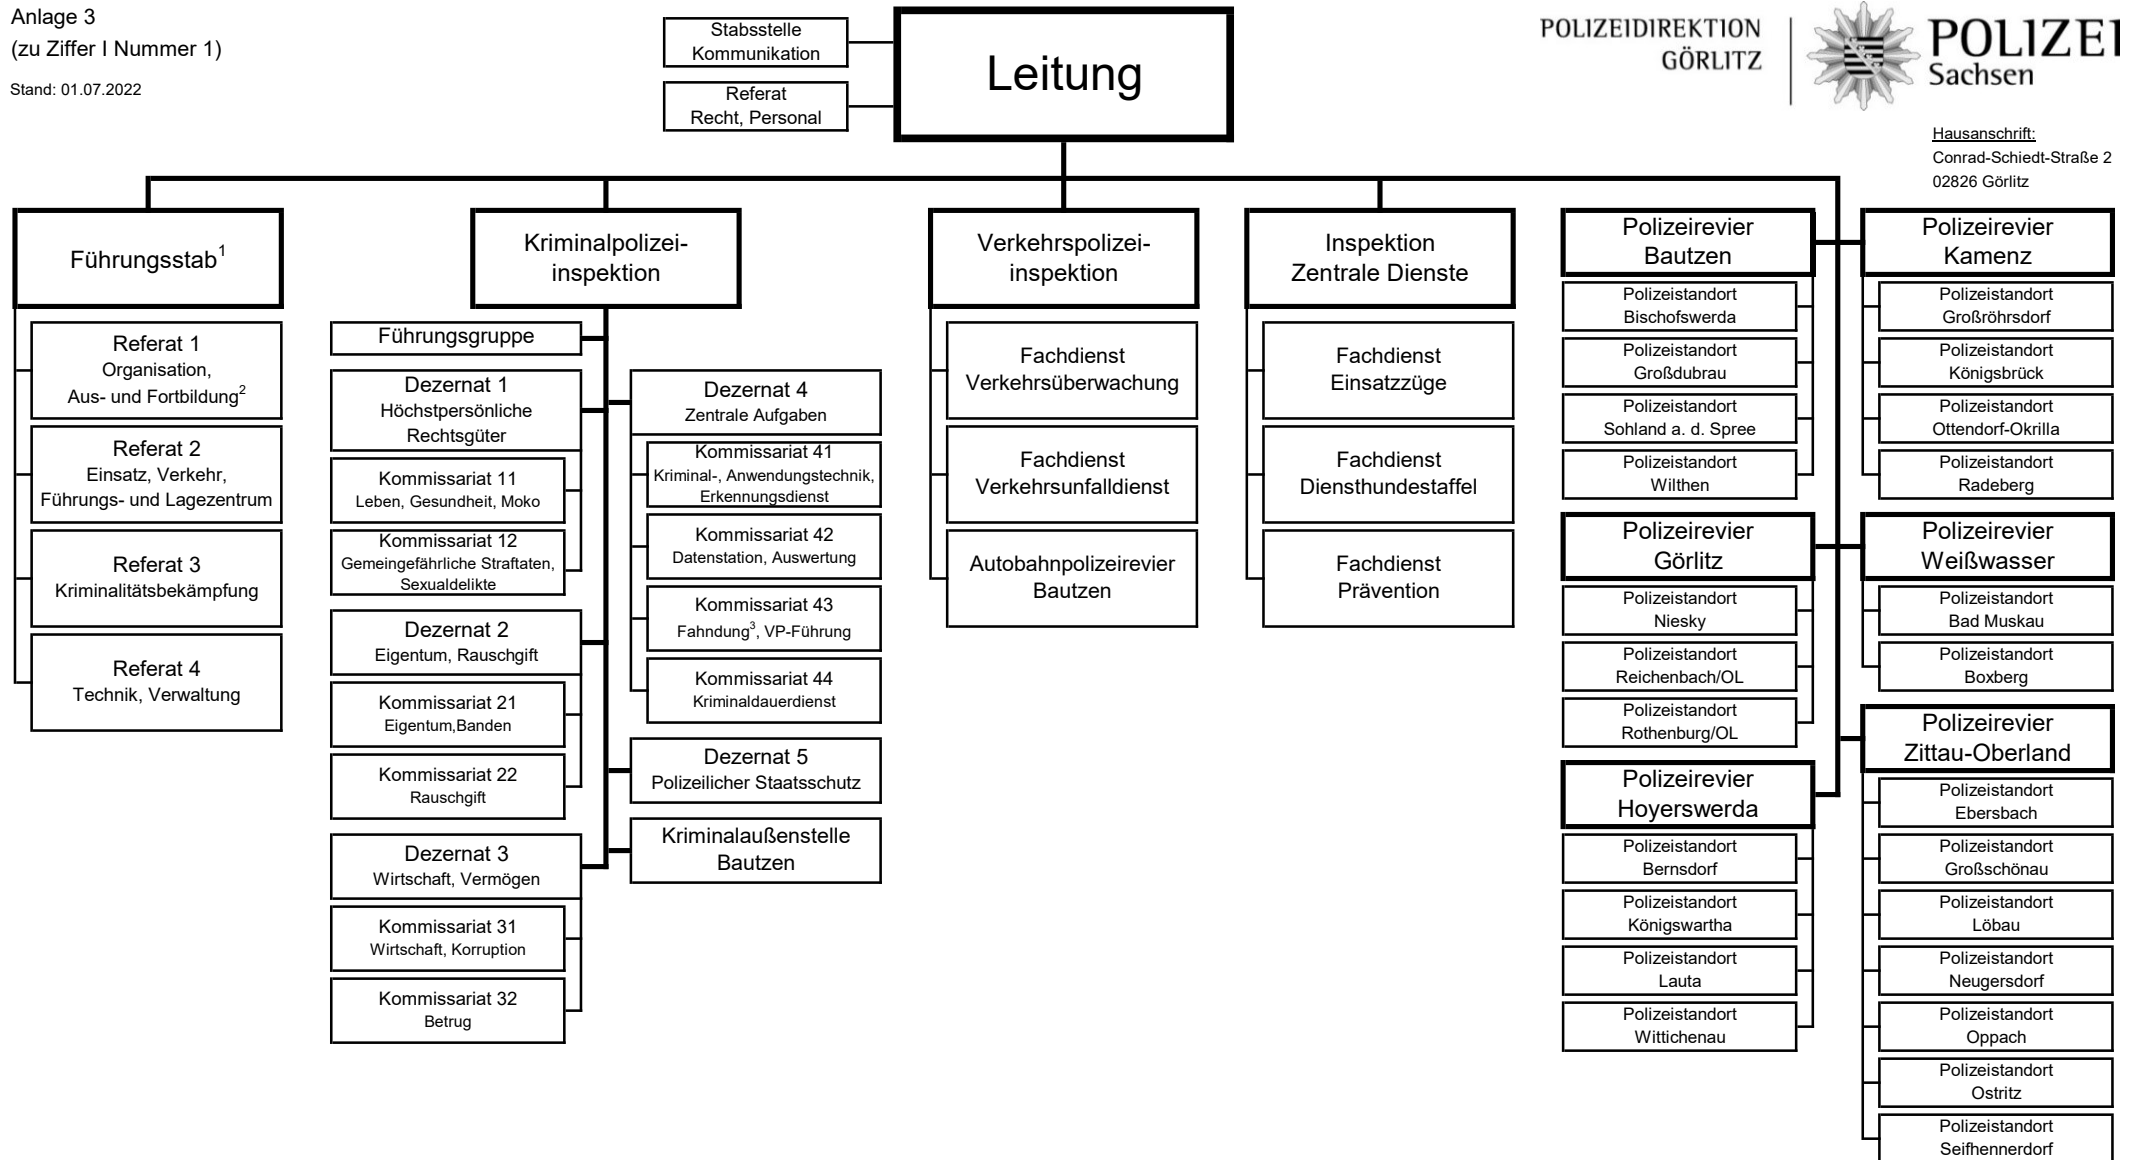 Anlage 3
(zu Ziffer I Nummer 1)
Stand: 01.07.2022
Stabsstelle
Kommunikation
Referat
Recht, Personal
Leitung
POLIZEIDIREKTION
GÖRLITZ
POLIZEI
Sachsen
Hausanschrift:
Conrad-Schiedt-Straße 2
02826 Görlitz
Führungsstab¹
Referat 1
Organisation,
Aus- und Fortbildung²
Referat 2
Einsatz, Verkehr,
Führungs- und Lagezentrum
Referat 3
Kriminalitätsbekämpfung
Referat 4
Technik, Verwaltung
Kriminalpolizei-
inspektion
Führungsgruppe
Dezernat 1
Höchstpersönliche
Rechtsgüter
Kommissariat 11
Leben, Gesundheit, Moko
Kommissariat 12
Gemeingefährliche Straftaten,
Sexualdelikte
Dezernat 2
Eigentum, Rauschgift
Kommissariat 21
Eigentum,Banden
Kommissariat 22
Rauschgift
Dezernat 3
Wirtschaft, Vermögen
Kommissariat 31
Wirtschaft, Korruption
Kommissariat 32
Betrug
Dezernat 4
Zentrale Aufgaben
Kommissariat 41
Kriminal-, Anwendungstechnik,
Erkennungsdienst
Kommissariat 42
Datenstation, Auswertung
Kommissariat 43
Fahndung³, VP-Führung
Kommissariat 44
Kriminaldauerdienst
Dezernat 5
Polizeilicher Staatsschutz
Kriminalaußenstelle
Bautzen
Verkehrspolizei-
inspektion
Fachdienst
Verkehrsüberwachung
Fachdienst
Verkehrsunfalldienst
Autobahnpolizeirevier
Bautzen
Inspektion
Zentrale Dienste
Fachdienst
Einsatzzüge
Fachdienst
Diensthundestaffel
Fachdienst
Prävention
Polizeirevier
Bautzen
Polizeistandort
Bischofswerda
Polizeistandort
Großdubrau
Polizeistandort
Sohland a. d. Spree
Polizeistandort
Wilthen
Polizeirevier
Görlitz
Polizeistandort
Niesky
Polizeistandort
Reichenbach/OL
Polizeistandort
Rothenburg/OL
Polizeirevier
Hoyerswerda
Polizeistandort
Bernsdorf
Polizeistandort
Königswartha
Polizeistandort
Lauta
Polizeistandort
Wittichenau
Polizeirevier
Kamenz
Polizeistandort
Großröhrsdorf
Polizeistandort
Königsbrück
Polizeistandort
Ottendorf-Okrilla
Polizeistandort
Radeberg
Polizeirevier
Weißwasser
Polizeistandort
Bad Muskau
Polizeistandort
Boxberg
Polizeirevier
Zittau-Oberland
Polizeistandort
Ebersbach
Polizeistandort
Großschönau
Polizeistandort
Löbau
Polizeistandort
Neugersdorf
Polizeistandort
Oppach
Polizeistandort
Ostritz
Polizeistandort
Seifhennerdorf